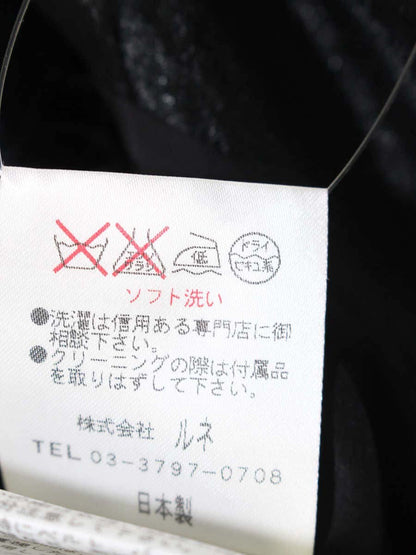 低 ドライ セキユ系
ソフト洗い
●洗濯は信用ある専門店に御
相談下さい。
●クリーニングの際は付属品
を取りはずして下さい。
株式会社 ルネ
TEL 03-3797-0708
日本製